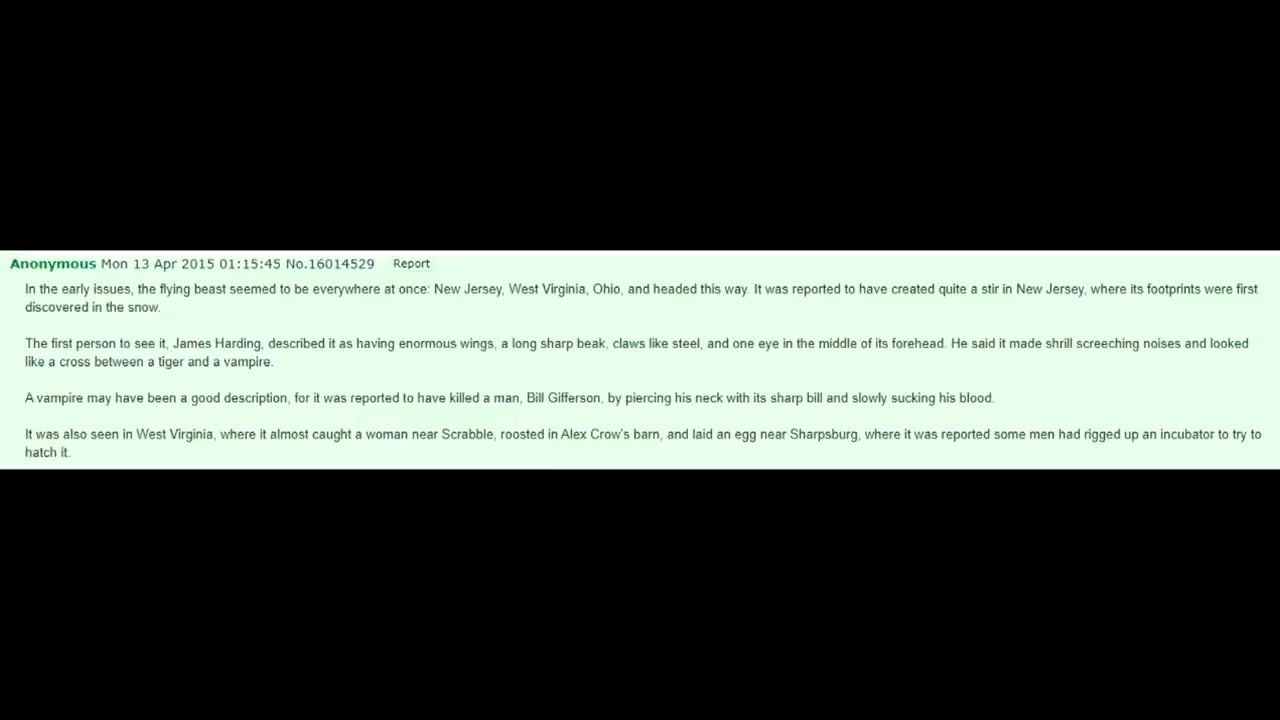 Anonymous Mon 13 Apr 2015 01:15:45 No.16014529 Report
In the early issues, the flying beast seemed to be everywhere at once: New Jersey, West Virginia, Ohio, and headed this way. It was reported to have created quite a stir in New Jersey, where its footprints were first
discovered in the snow.
The first person to see it, James Harding, described it as having enormous wings, a long sharp beak, claws like steel, and one eye in the middle of its forehead. He said it made shrill screeching noises and looked
like a cross between a tiger and a vampire.
A vampire may have been a good description, for it was reported to have killed a man, Bill Gifferson, by piercing his neck with its sharp bill and slowly sucking his blood.
It was also seen in West Virginia, where it almost caught a woman near Scrabble, roosted in Alex Crow's barn, and laid an egg near Sharpsburg, where it was reported some men had rigged up an incubator to try to
hatch it.